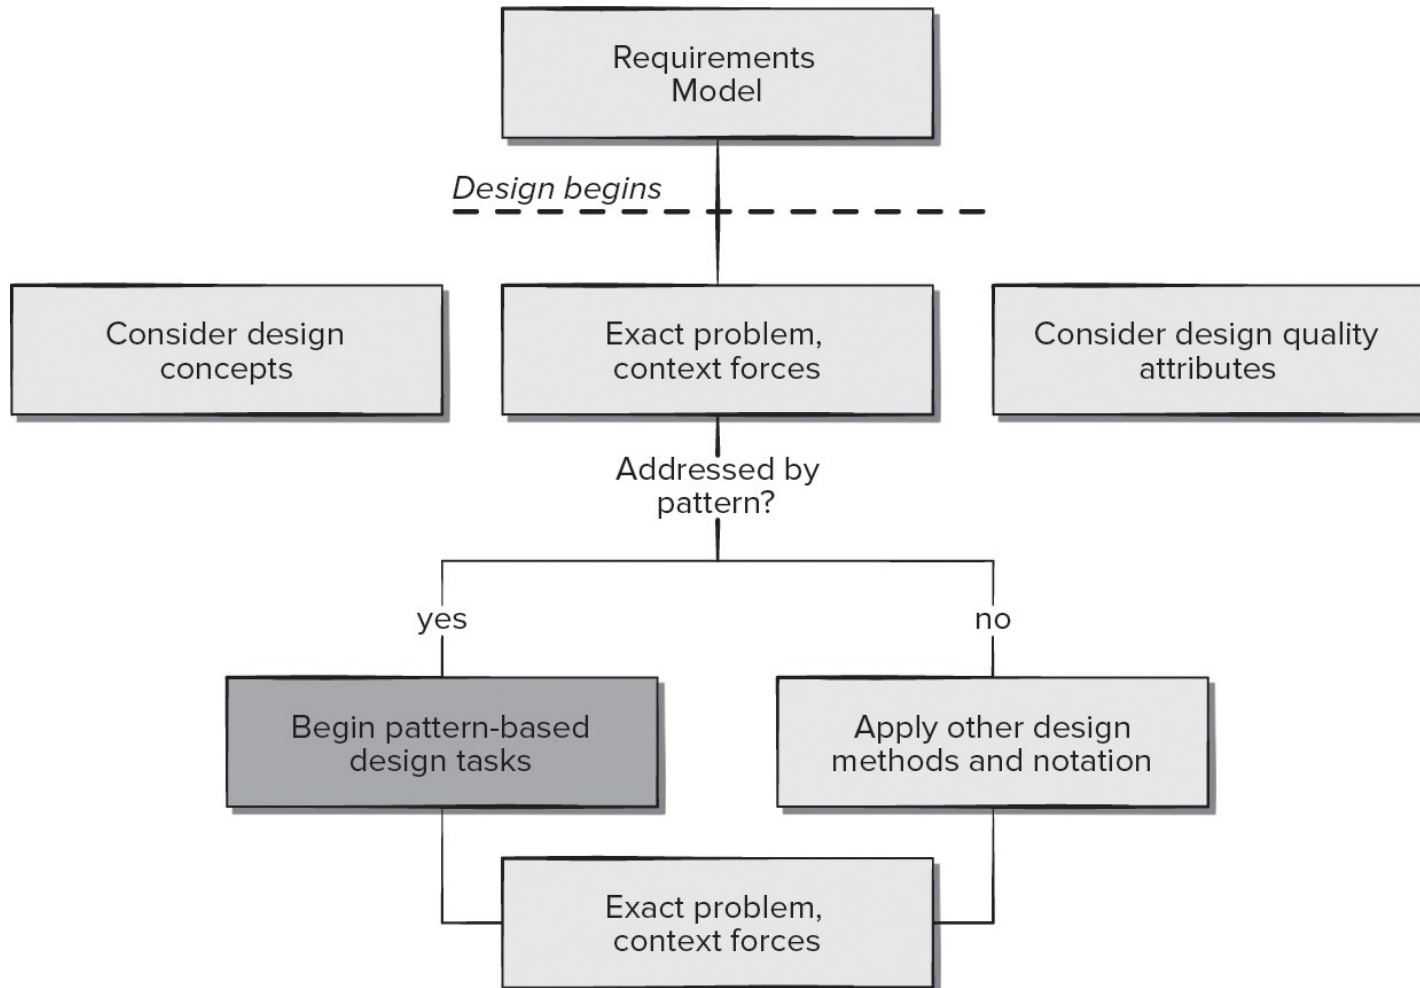 Requirements
Model
Design begins
Consider design
concepts
Exact problem,
context forces
Consider design quality
attributes
Addressed by
pattern?
yes
no
Begin pattern-based
design tasks
Apply other design
methods and notation
Exact problem,
context forces